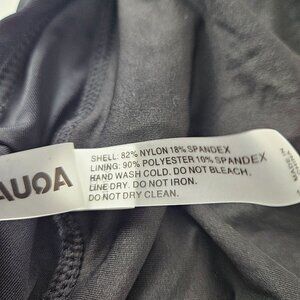 AUQA
SHELL: 82% NYLON 18% SPANDEX
LINING: 90% POLYESTER 10% SPANDEX
HAND WASH COLD. DO NOT BLEACH.
LINE DRY. DO NOT IRON.
DO NOT DRY CLEAN.